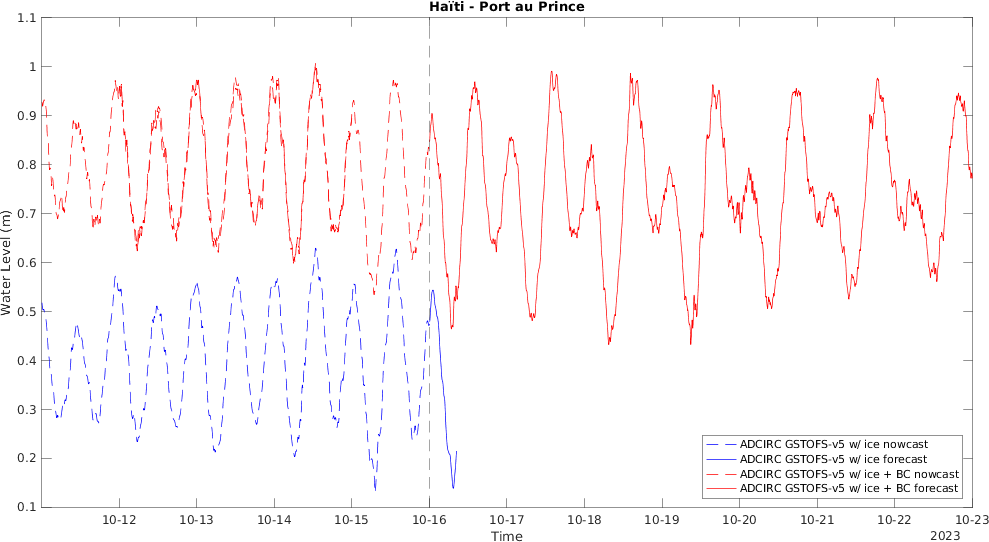 Haïti - Port au Prince
1.1
1
0.9
0.8
0.7
0.6
0.5
0.4
0.3
0.2
0.1
Water Level (m)
ADCIRC GSTOFS-v5 w/ ice nowcast
ADCIRC GSTOFS-v5 w/ ice forecast
ADCIRC GSTOFS-v5 w/ ice + BC nowcast
ADCIRC GSTOFS-v5 w/ ice + BC forecast
10-12 10-13 10-14 10-15 10-16 10-17 10-18 10-19 10-20 10-21 10-22 10-23
Time
2023